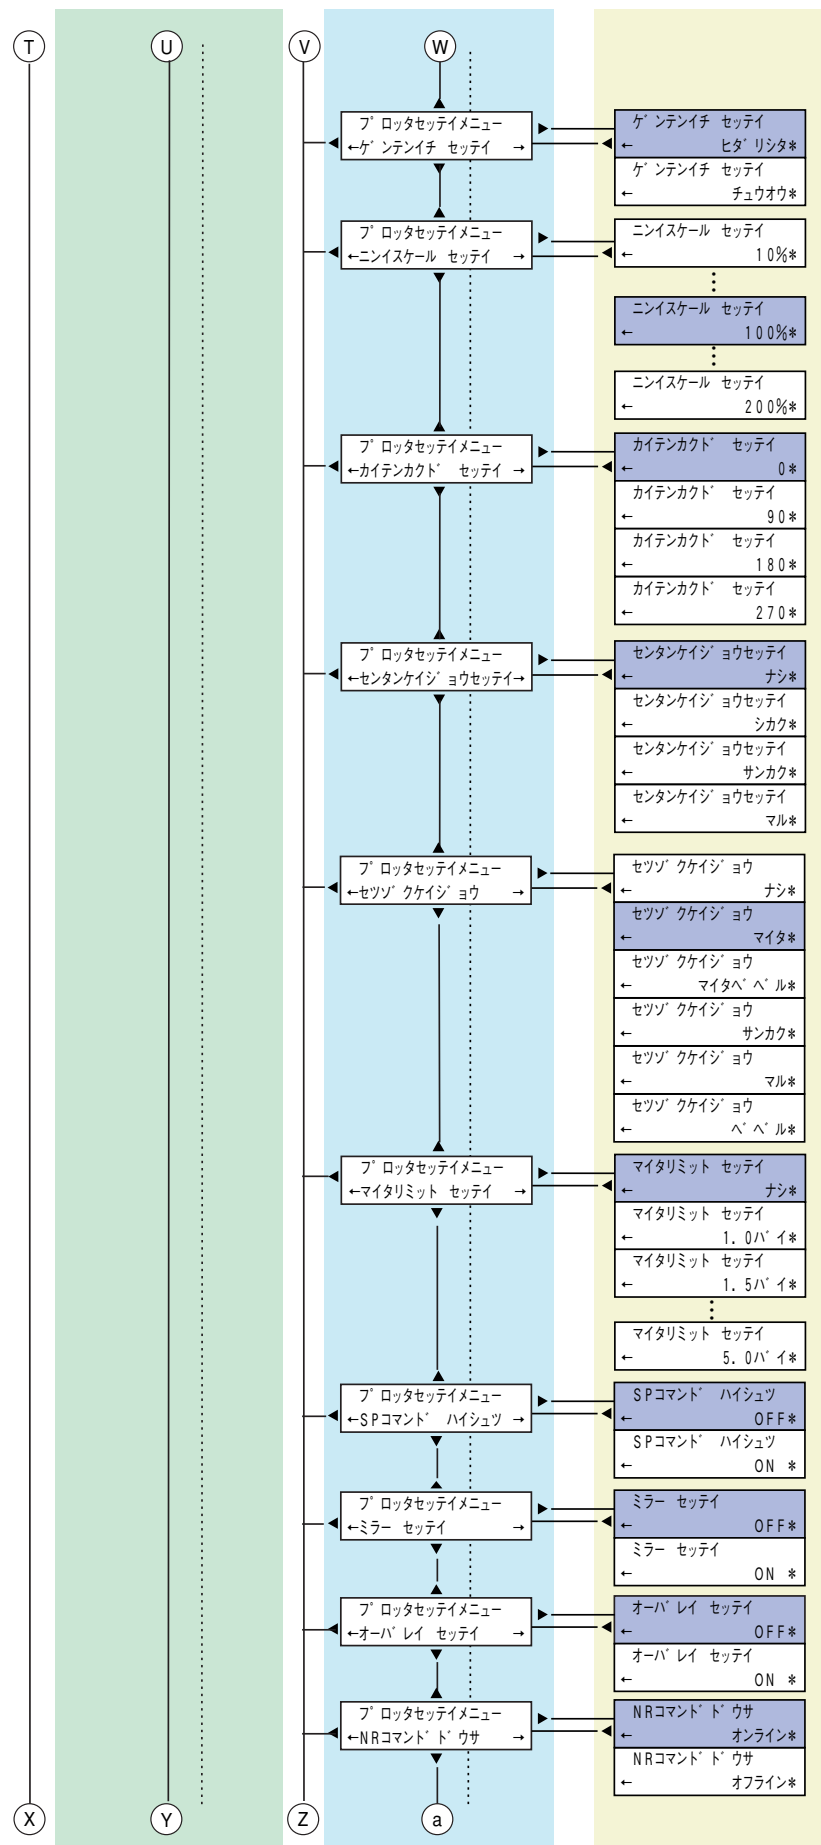 T U V W
プロッタセッテイメニュー
←ゲンテンイチ セッテイ →
ゲンテンイチ セッテイ
← ヒダリシタ*
ゲンテンイチ セッテイ
← チュウオウ*
プロッタセッテイメニュー
←ニンイスケール セッテイ →
ニンイスケール セッテイ
← 10%*
ニンイスケール セッテイ
← 100%*
ニンイスケール セッテイ
← 200%*
プロッタセッテイメニュー
←カイテンカクド セッテイ →
カイテンカクド セッテイ
← 0*
カイテンカクド セッテイ
← 90*
カイテンカクド セッテイ
← 180*
カイテンカクド セッテイ
← 270*
プロッタセッテイメニュー
←センタンケイジョウセッテイ→
センタンケイジョウセッテイ
← ナシ*
センタンケイジョウセッテイ
← シカク*
センタンケイジョウセッテイ
← サンカク*
センタンケイジョウセッテイ
← マル*
プロッタセッテイメニュー
←セツゾクケイジョウ →
セツゾクケイジョウ
← ナシ*
セツゾクケイジョウ
← マイタ*
セツゾクケイジョウ
← マイタベベル*
セツゾクケイジョウ
← サンカク*
セツゾクケイジョウ
← マル*
セツゾクケイジョウ
← ベベル*
プロッタセッテイメニュー
←マイタリミット セッテイ →
マイタリミット セッテイ
← ナシ*
マイタリミット セッテイ
← 1.0バイ*
マイタリミット セッテイ
← 1.5バイ*
マイタリミット セッテイ
← 5.0バイ*
プロッタセッテイメニュー
←SPコマンド ハイシュツ →
SPコマンド ハイシュツ
← OFF*
SPコマンド ハイシュツ
← ON *
プロッタセッテイメニュー
←ミラー セッテイ →
ミラー セッテイ
← OFF*
ミラー セッテイ
← ON *
プロッタセッテイメニュー
←オーバレイ セッテイ →
オーバレイ セッテイ
← OFF*
オーバレイ セッテイ
← ON *
プロッタセッテイメニュー
←NRコマンドドウサ →
NRコマンドドウサ
← オンライン*
NRコマンドドウサ
← オフライン*
X Y Z a